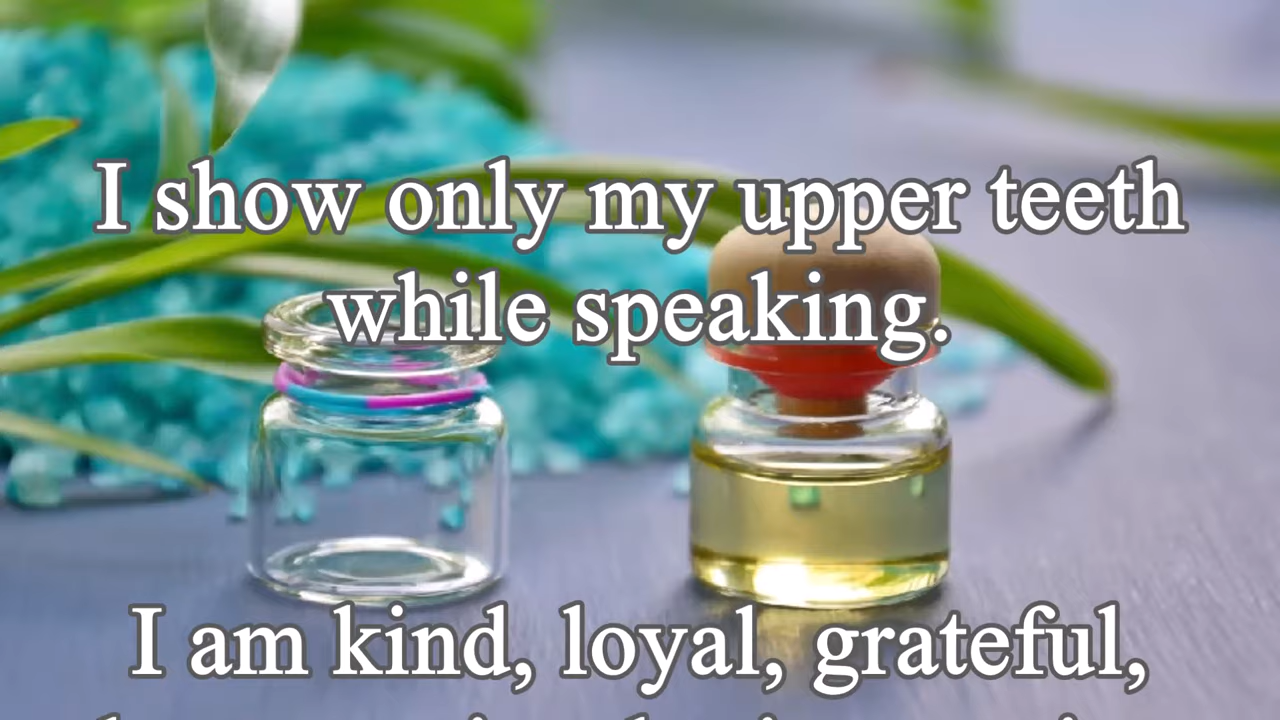 I show only my upper teeth
while speaking.
I am kind, loyal, grateful,